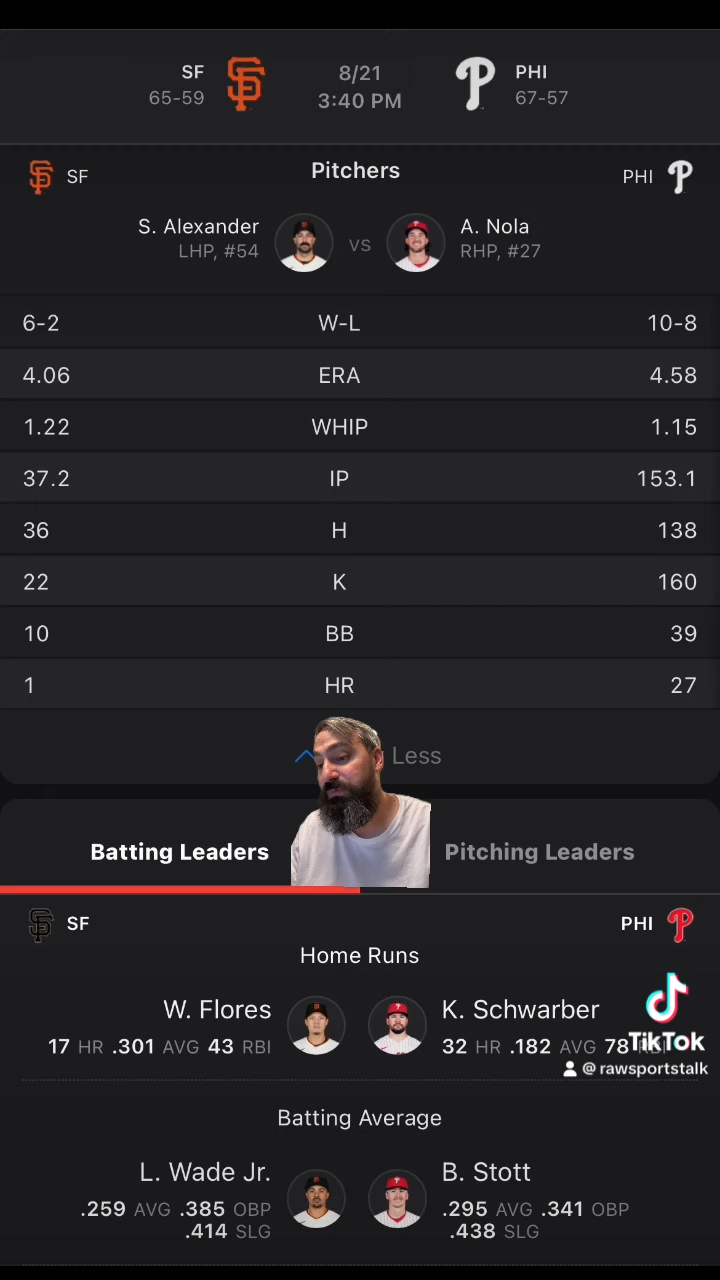 SF 8/21 PHI
65-59 3:40 PM 67-57
SF Pitchers PHI
S. Alexander vs A. Nola
LHP, #54 RHP, #27
6-2 W-L 10-8
4.06 ERA 4.58
1.22 WHIP 1.15
37.2 IP 153.1
36 H 138
22 K 160
10 BB 39
1 HR 27
Less
Batting Leaders Pitching Leaders
SF PHI
Home Runs
W. Flores K. Schwarber
17 HR .301 AVG 43 RBI 32 HR .182 AVG 78
TikTok
@rawsportstalk
Batting Average
L. Wade Jr. B. Stott
.259 AVG .385 OBP .295 AVG .341 OBP
.414 SLG .438 SLG